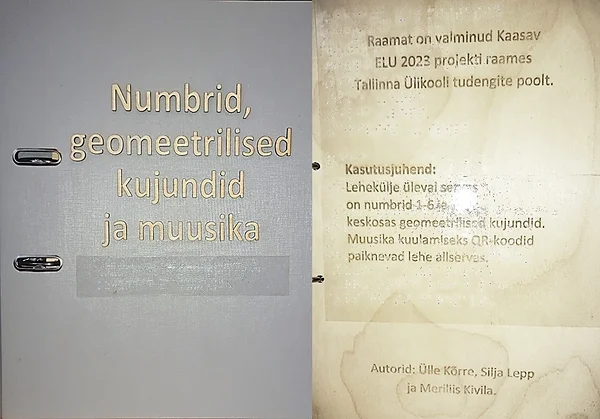 Numbrid,
geomeetrilised
kujundid
ja muusika
Raamat on valminud Kaasav
ELU 2023 projekti raames
Tallinna Ülikooli tudengite poolt.
Kasutusjuhend:
Lehekülje üleval servas
on numbrid 1-6 ja
keskosas geomeetrilised kujundid.
Muusika kuulamiseks QR-koodid
paiknevad lehe allservas.
Autorid: Ülle Kõrre, Silja Lepp
ja Meriliis Kivila.